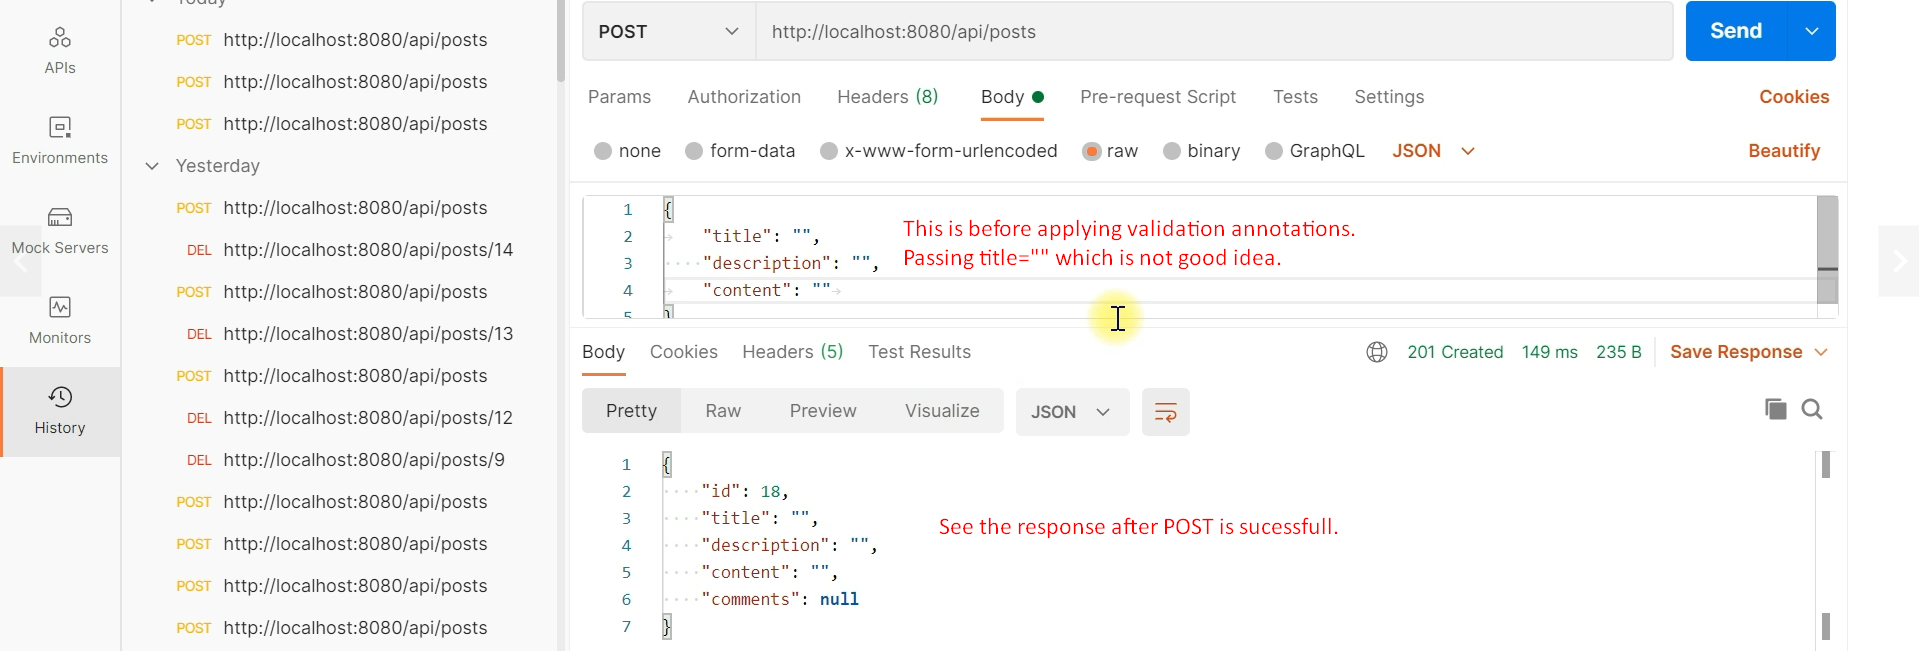 APIs
Environments
Mock Servers
Monitors
History
Today
POST http://localhost:8080/api/posts
POST http://localhost:8080/api/posts
POST http://localhost:8080/api/posts
Yesterday
POST http://localhost:8080/api/posts
DEL http://localhost:8080/api/posts/14
POST http://localhost:8080/api/posts
DEL http://localhost:8080/api/posts/13
POST http://localhost:8080/api/posts
DEL http://localhost:8080/api/posts/12
DEL http://localhost:8080/api/posts/9
POST http://localhost:8080/api/posts
POST http://localhost:8080/api/posts
POST http://localhost:8080/api/posts
POST http://localhost:8080/api/posts
POST http://localhost:8080/api/posts Send
Params Authorization Headers (8) Body Pre-request Script Tests Settings Cookies
none form-data x-www-form-urlencoded raw binary GraphQL JSON Beautify
1 {
2 "title": "",
3 "description": "",
4 "content": ""
5 }
This is before applying validation annotations.
Passing title="" which is not good idea.
Body Cookies Headers (5) Test Results 201 Created 149 ms 235 B Save Response
Pretty Raw Preview Visualize JSON
1 {
2 "id": 18,
3 "title": "",
4 "description": "",
5 "content": "",
6 "comments": null
7 }
See the response after POST is sucessfull.